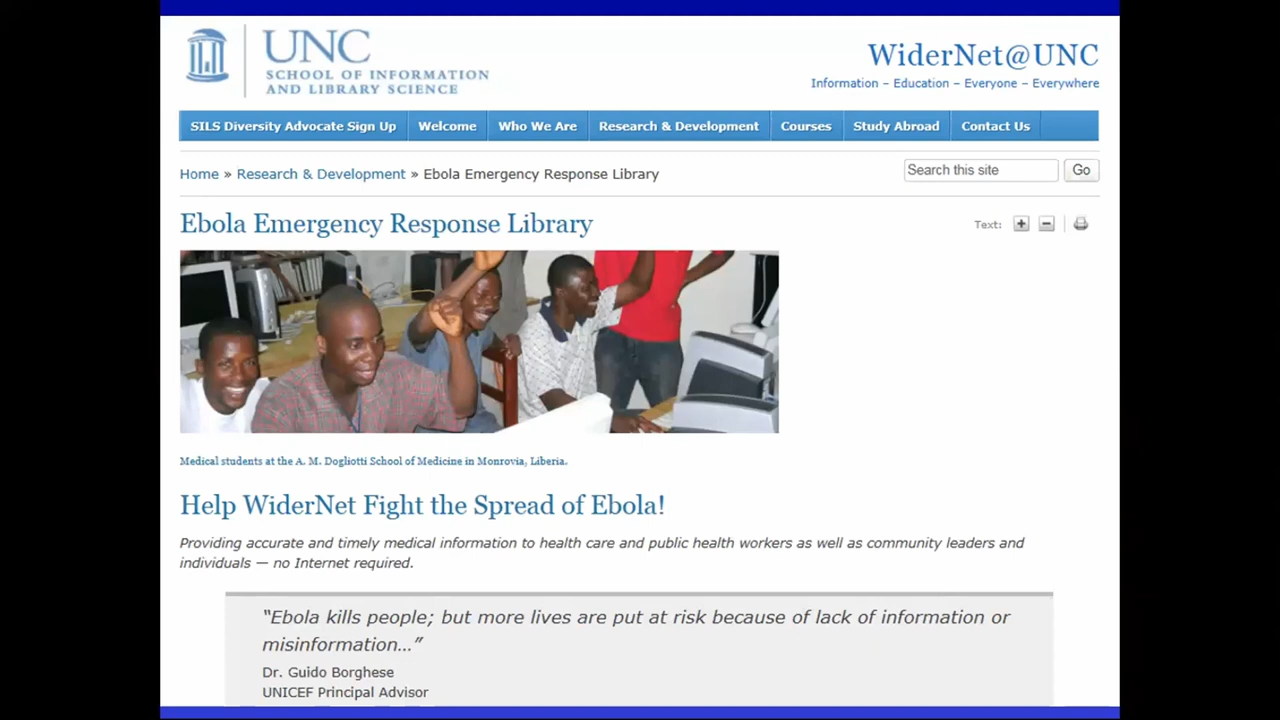 UNC
SCHOOL OF INFORMATION
AND LIBRARY SCIENCE
WiderNet@UNC
Information – Education – Everyone – Everywhere
SILS Diversity Advocate Sign Up Welcome Who We Are Research & Development Courses Study Abroad Contact Us
Home » Research & Development » Ebola Emergency Response Library
Search this site Go
Ebola Emergency Response Library
Text: + −
Medical students at the A. M. Dogliotti School of Medicine in Monrovia, Liberia.
Help WiderNet Fight the Spread of Ebola!
Providing accurate and timely medical information to health care and public health workers as well as community leaders and
individuals — no Internet required.
“Ebola kills people; but more lives are put at risk because of lack of information or
misinformation…”
Dr. Guido Borghese
UNICEF Principal Advisor